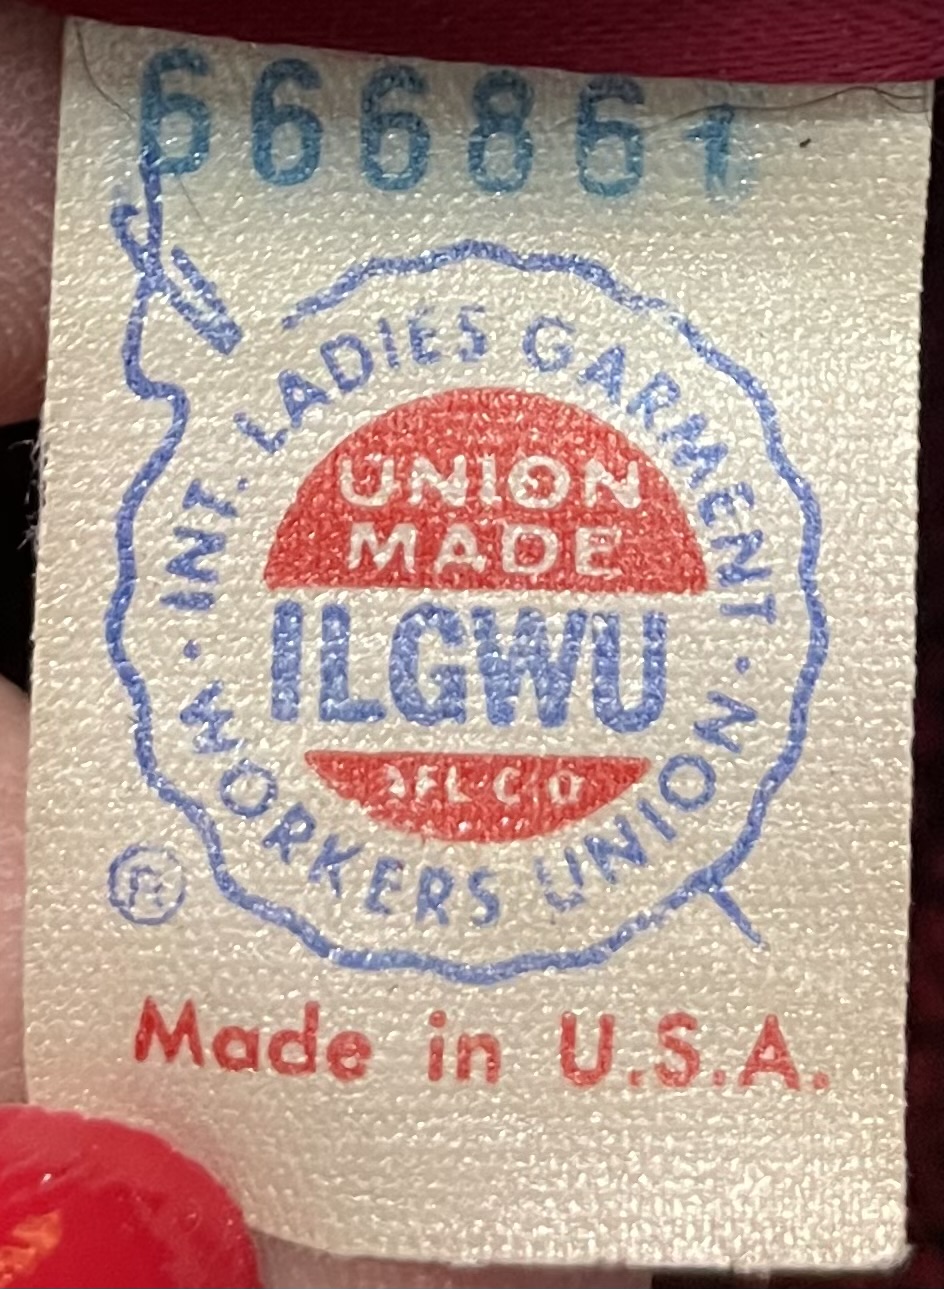 666861
INT. LADIES GARMENT
UNION
MADE
ILGWU
AFL CIO
· WORKERS UNION ·
®
Made in U.S.A.